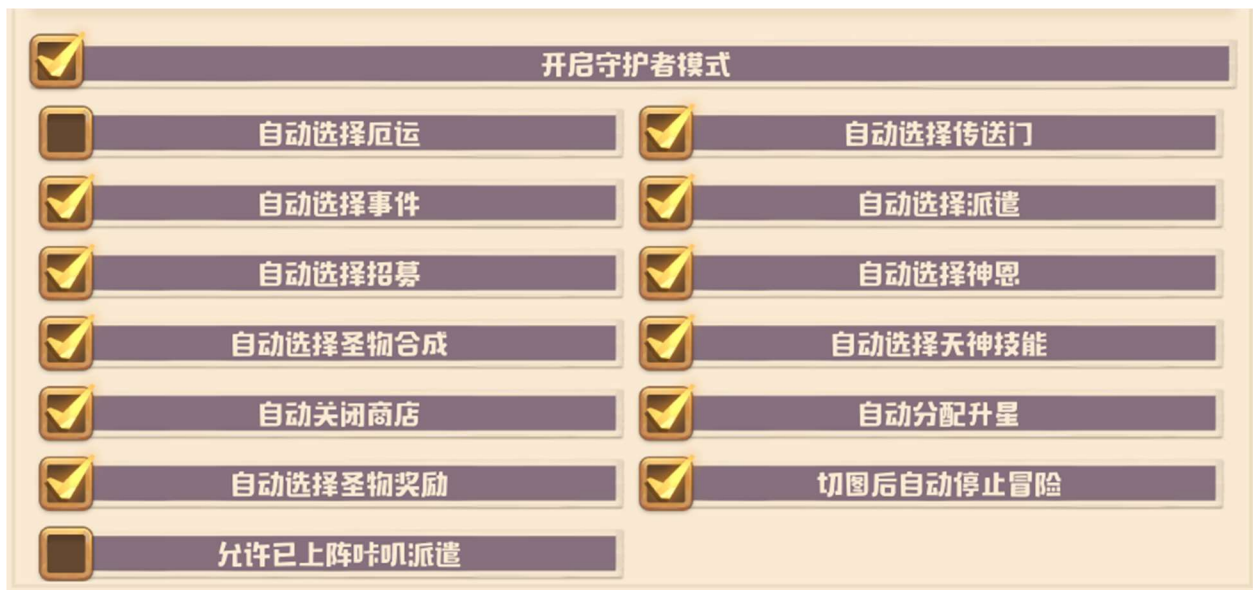 开启守护者模式
自动选择厄运
自动选择传送门
自动选择事件
自动选择派遣
自动选择招募
自动选择神恩
自动选择圣物合成
自动选择天神技能
自动关闭商店
自动分配升星
自动选择圣物奖励
切图后自动停止冒险
允许已上阵咔叽派遣